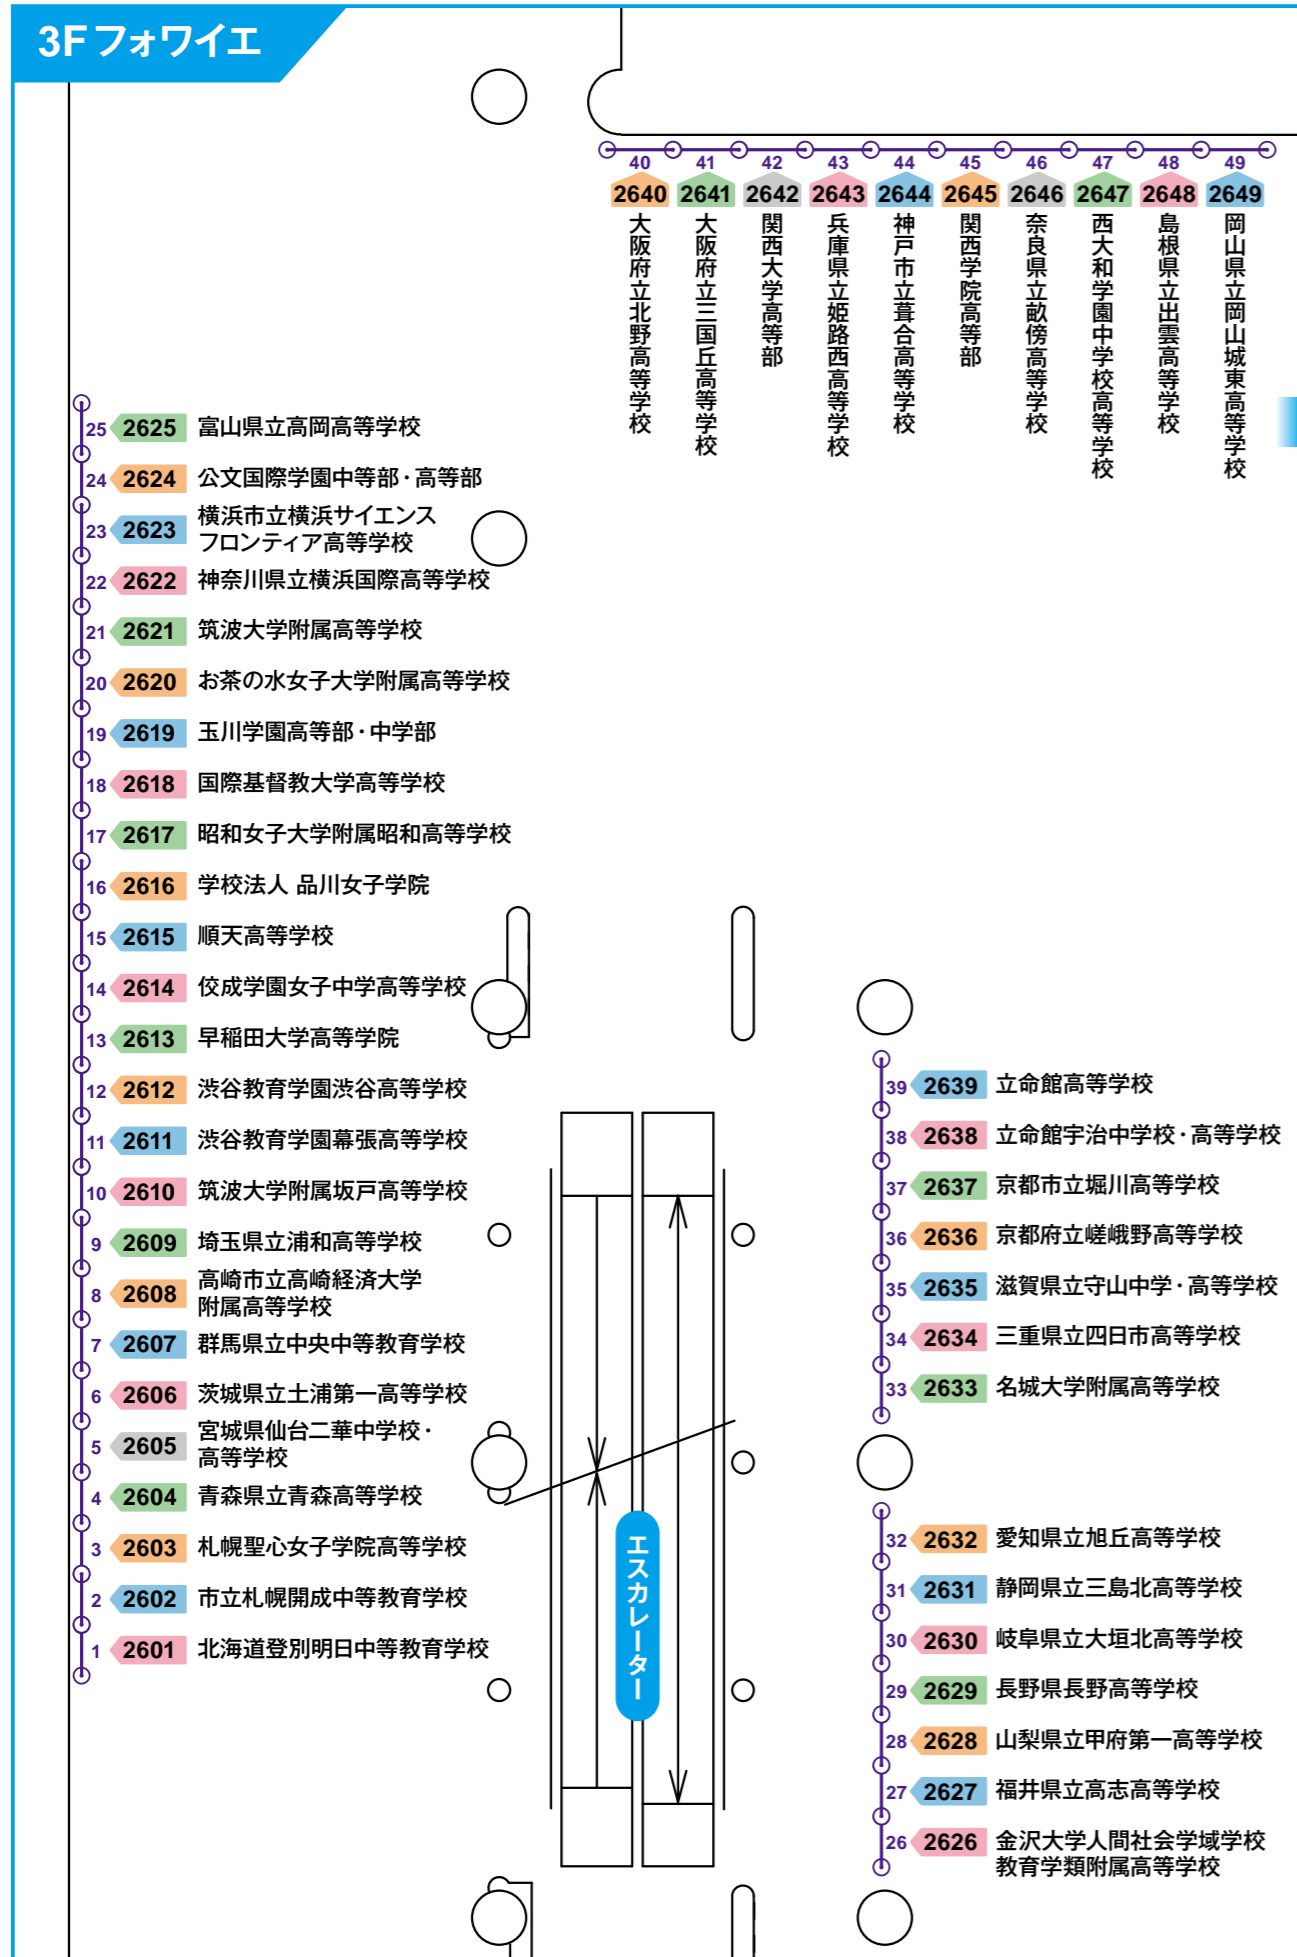 3Fフォワイエ
40 41 42 43 44 45 46 47 48 49
2640 2641 2642 2643 2644 2645 2646 2647 2648 2649
大阪府立北野高等学校
大阪府立三国丘高等学校
関西大学高等部
兵庫県立姫路西高等学校
神戸市立葺合高等学校
関西学院高等部
奈良県立畝傍高等学校
西大和学園中学校高等学校
島根県立出雲高等学校
岡山県立岡山城東高等学校
25 2625 富山県立高岡高等学校
24 2624 公文国際学園中等部・高等部
23 2623 横浜市立横浜サイエンス
フロンティア高等学校
22 2622 神奈川県立横浜国際高等学校
21 2621 筑波大学附属高等学校
20 2620 お茶の水女子大学附属高等学校
19 2619 玉川学園高等部・中学部
18 2618 国際基督教大学高等学校
17 2617 昭和女子大学附属昭和高等学校
16 2616 学校法人 品川女子学院
15 2615 順天高等学校
14 2614 佼成学園女子中学高等学校
13 2613 早稲田大学高等学院
12 2612 渋谷教育学園渋谷高等学校
11 2611 渋谷教育学園幕張高等学校
10 2610 筑波大学附属坂戸高等学校
9 2609 埼玉県立浦和高等学校
8 2608 高崎市立高崎経済大学
附属高等学校
7 2607 群馬県立中央中等教育学校
6 2606 茨城県立土浦第一高等学校
5 2605 宮城県仙台二華中学校・
高等学校
4 2604 青森県立青森高等学校
3 2603 札幌聖心女子学院高等学校
2 2602 市立札幌開成中等教育学校
1 2601 北海道登別明日中等教育学校
エスカレーター
39 2639 立命館高等学校
38 2638 立命館宇治中学校・高等学校
37 2637 京都市立堀川高等学校
36 2636 京都府立嵯峨野高等学校
35 2635 滋賀県立守山中学・高等学校
34 2634 三重県立四日市高等学校
33 2633 名城大学附属高等学校
32 2632 愛知県立旭丘高等学校
31 2631 静岡県立三島北高等学校
30 2630 岐阜県立大垣北高等学校
29 2629 長野県長野高等学校
28 2628 山梨県立甲府第一高等学校
27 2627 福井県立高志高等学校
26 2626 金沢大学人間社会学域学校
教育学類附属高等学校